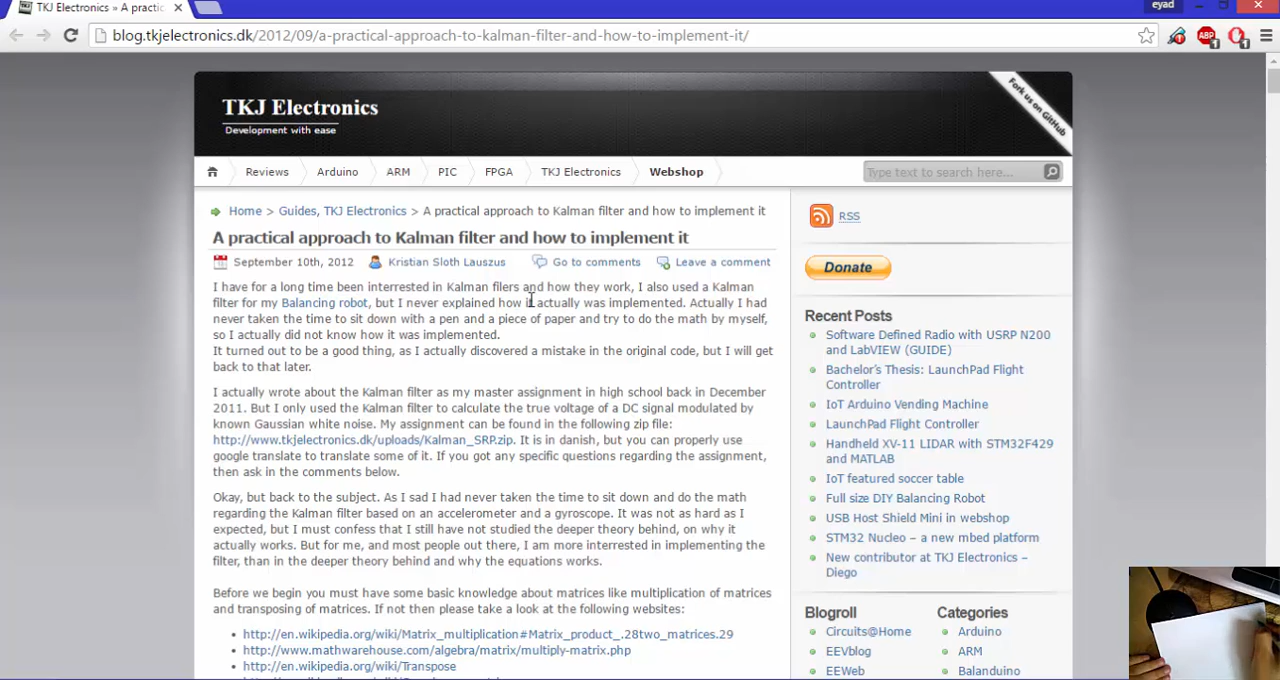 TKJ Electronics » A practic
eyad
blog.tkjelectronics.dk/2012/09/a-practical-approach-to-kalman-filter-and-how-to-implement-it/
ABP
1
1
TKJ Electronics
Development with ease
Fork us on GitHub
Reviews
Arduino
ARM
PIC
FPGA
TKJ Electronics
Webshop
Type text to search here...
Home > Guides, TKJ Electronics > A practical approach to Kalman filter and how to implement it
A practical approach to Kalman filter and how to implement it
September 10th, 2012
Kristian Sloth Lauszus
Go to comments
Leave a comment
I have for a long time been interrested in Kalman filers and how they work, I also used a Kalman
filter for my Balancing robot, but I never explained how it actually was implemented. Actually I had
never taken the time to sit down with a pen and a piece of paper and try to do the math by myself,
so I actually did not know how it was implemented.
It turned out to be a good thing, as I actually discovered a mistake in the original code, but I will get
back to that later.
I actually wrote about the Kalman filter as my master assignment in high school back in December
2011. But I only used the Kalman filter to calculate the true voltage of a DC signal modulated by
known Gaussian white noise. My assignment can be found in the following zip file:
http://www.tkjelectronics.dk/uploads/Kalman_SRP.zip. It is in danish, but you can properly use
google translate to translate some of it. If you got any specific questions regarding the assignment,
then ask in the comments below.
Okay, but back to the subject. As I sad I had never taken the time to sit down and do the math
regarding the Kalman filter based on an accelerometer and a gyroscope. It was not as hard as I
expected, but I must confess that I still have not studied the deeper theory behind, on why it
actually works. But for me, and most people out there, I am more interrested in implementing the
filter, than in the deeper theory behind and why the equations works.
Before we begin you must have some basic knowledge about matrices like multiplication of matrices
and transposing of matrices. If not then please take a look at the following websites:
http://en.wikipedia.org/wiki/Matrix_multiplication#Matrix_product_.28two_matrices.29
http://www.mathwarehouse.com/algebra/matrix/multiply-matrix.php
http://en.wikipedia.org/wiki/Transpose
RSS
Donate
Recent Posts
Software Defined Radio with USRP N200
and LabVIEW (GUIDE)
Bachelor's Thesis: LaunchPad Flight
Controller
IoT Arduino Vending Machine
LaunchPad Flight Controller
Handheld XV-11 LIDAR with STM32F429
and MATLAB
IoT featured soccer table
Full size DIY Balancing Robot
USB Host Shield Mini in webshop
STM32 Nucleo – a new mbed platform
New contributor at TKJ Electronics –
Diego
Blogroll
Circuits@Home
EEVblog
EEWeb
Categories
Arduino
ARM
Balanduino